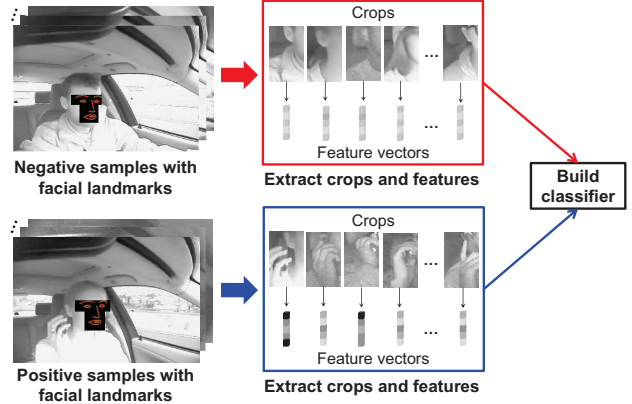 Negative samples with
facial landmarks
Crops
...
...
Feature vectors
Extract crops and features
Build
classifier
Positive samples with
facial landmarks
Crops
...
...
Feature vectors
Extract crops and features